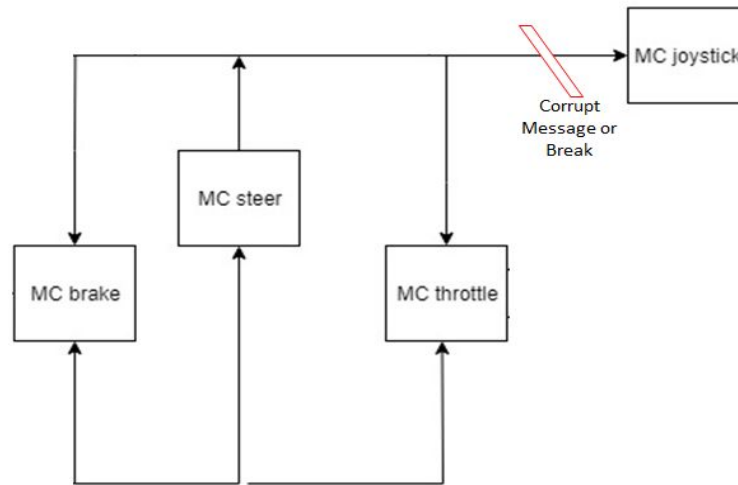 MC joystick
Corrupt
Message or
Break
MC steer
MC brake
MC throttle